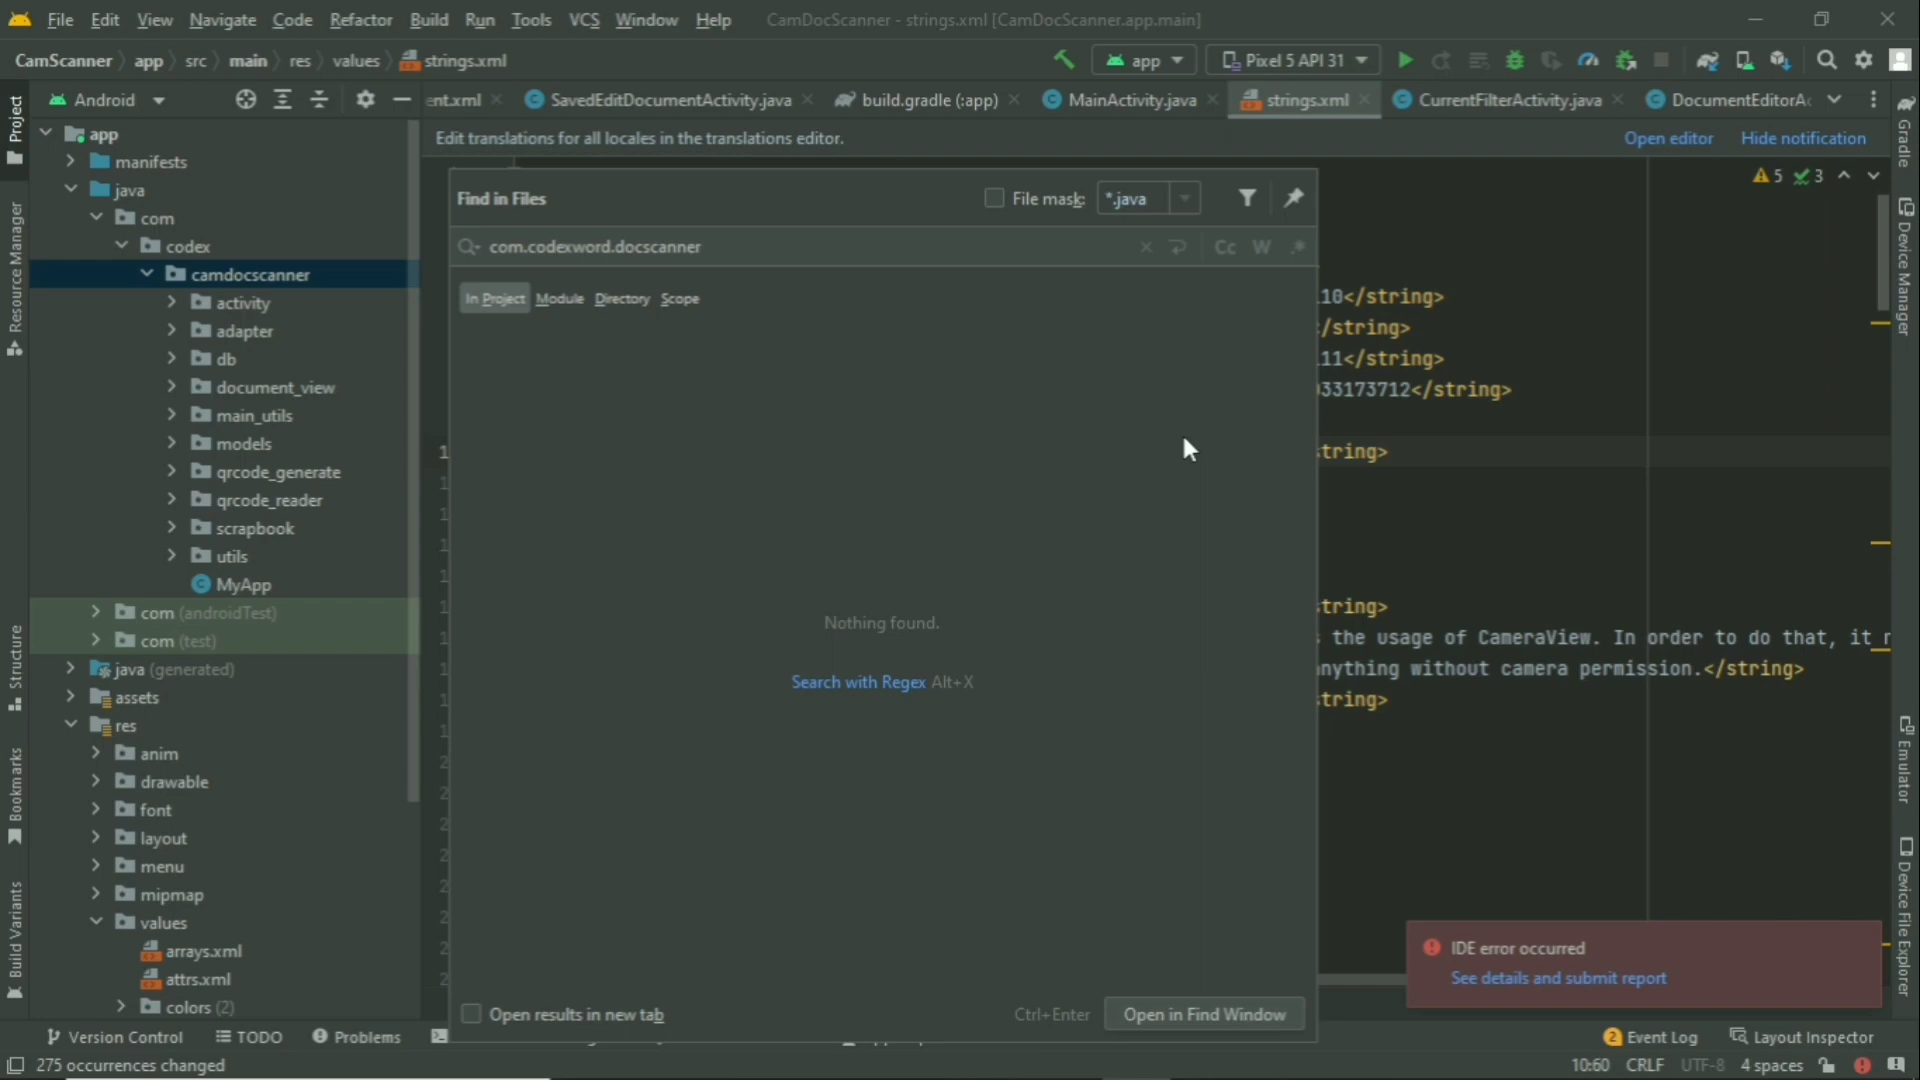 File Edit View Navigate Code Refactor Build Run Tools VCS Window Help CamDocScanner - strings.xml [CamDocScanner.app.main]
CamScanner app src main res values strings.xml app Pixel 5 API 31
Android ent.xml SavedEditDocumentActivity.java build.gradle (:app) MainActivity.java strings.xml CurrentFilterActivity.java DocumentEditorAc
Edit translations for all locales in the translations editor. Open editor Hide notification
Project
Resource Manager
Structure
Bookmarks
Build Variants
app
manifests
java
com
codex
camdocscanner
activity
adapter
db
document_view
main_utils
models
qrcode_generate
qrcode_reader
scrapbook
utils
MyApp
com (androidTest)
com (test)
java (generated)
assets
res
anim
drawable
font
layout
menu
mipmap
values
arrays.xml
attrs.xml
colors (2)
Find in Files File mask: *.java
com.codexword.docscanner Cc W .*
In Project Module Directory Scope
Nothing found.
Search with Regex Alt+X
Open results in new tab Ctrl+Enter Open in Find Window
5 3
10</string>
/string>
11</string>
33173712</string>
tring>
tring>
the usage of CameraView. In order to do that, it
nything without camera permission.</string>
tring>
IDE error occurred
See details and submit report
Gradle
Device Manager
Emulator
Device File Explorer
Version Control TODO Problems 2 Event Log Layout Inspector
275 occurrences changed 10:60 CRLF UTF-8 4 spaces